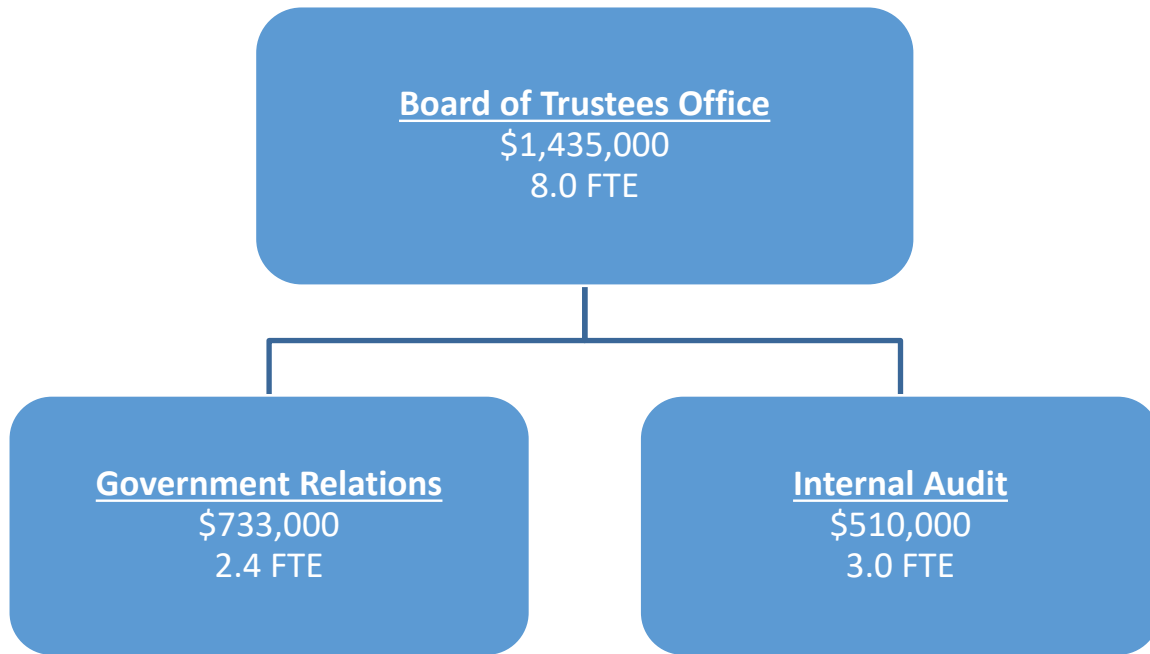 Board of Trustees Office
$1,435,000
8.0 FTE
Government Relations
$733,000
2.4 FTE
Internal Audit
$510,000
3.0 FTE